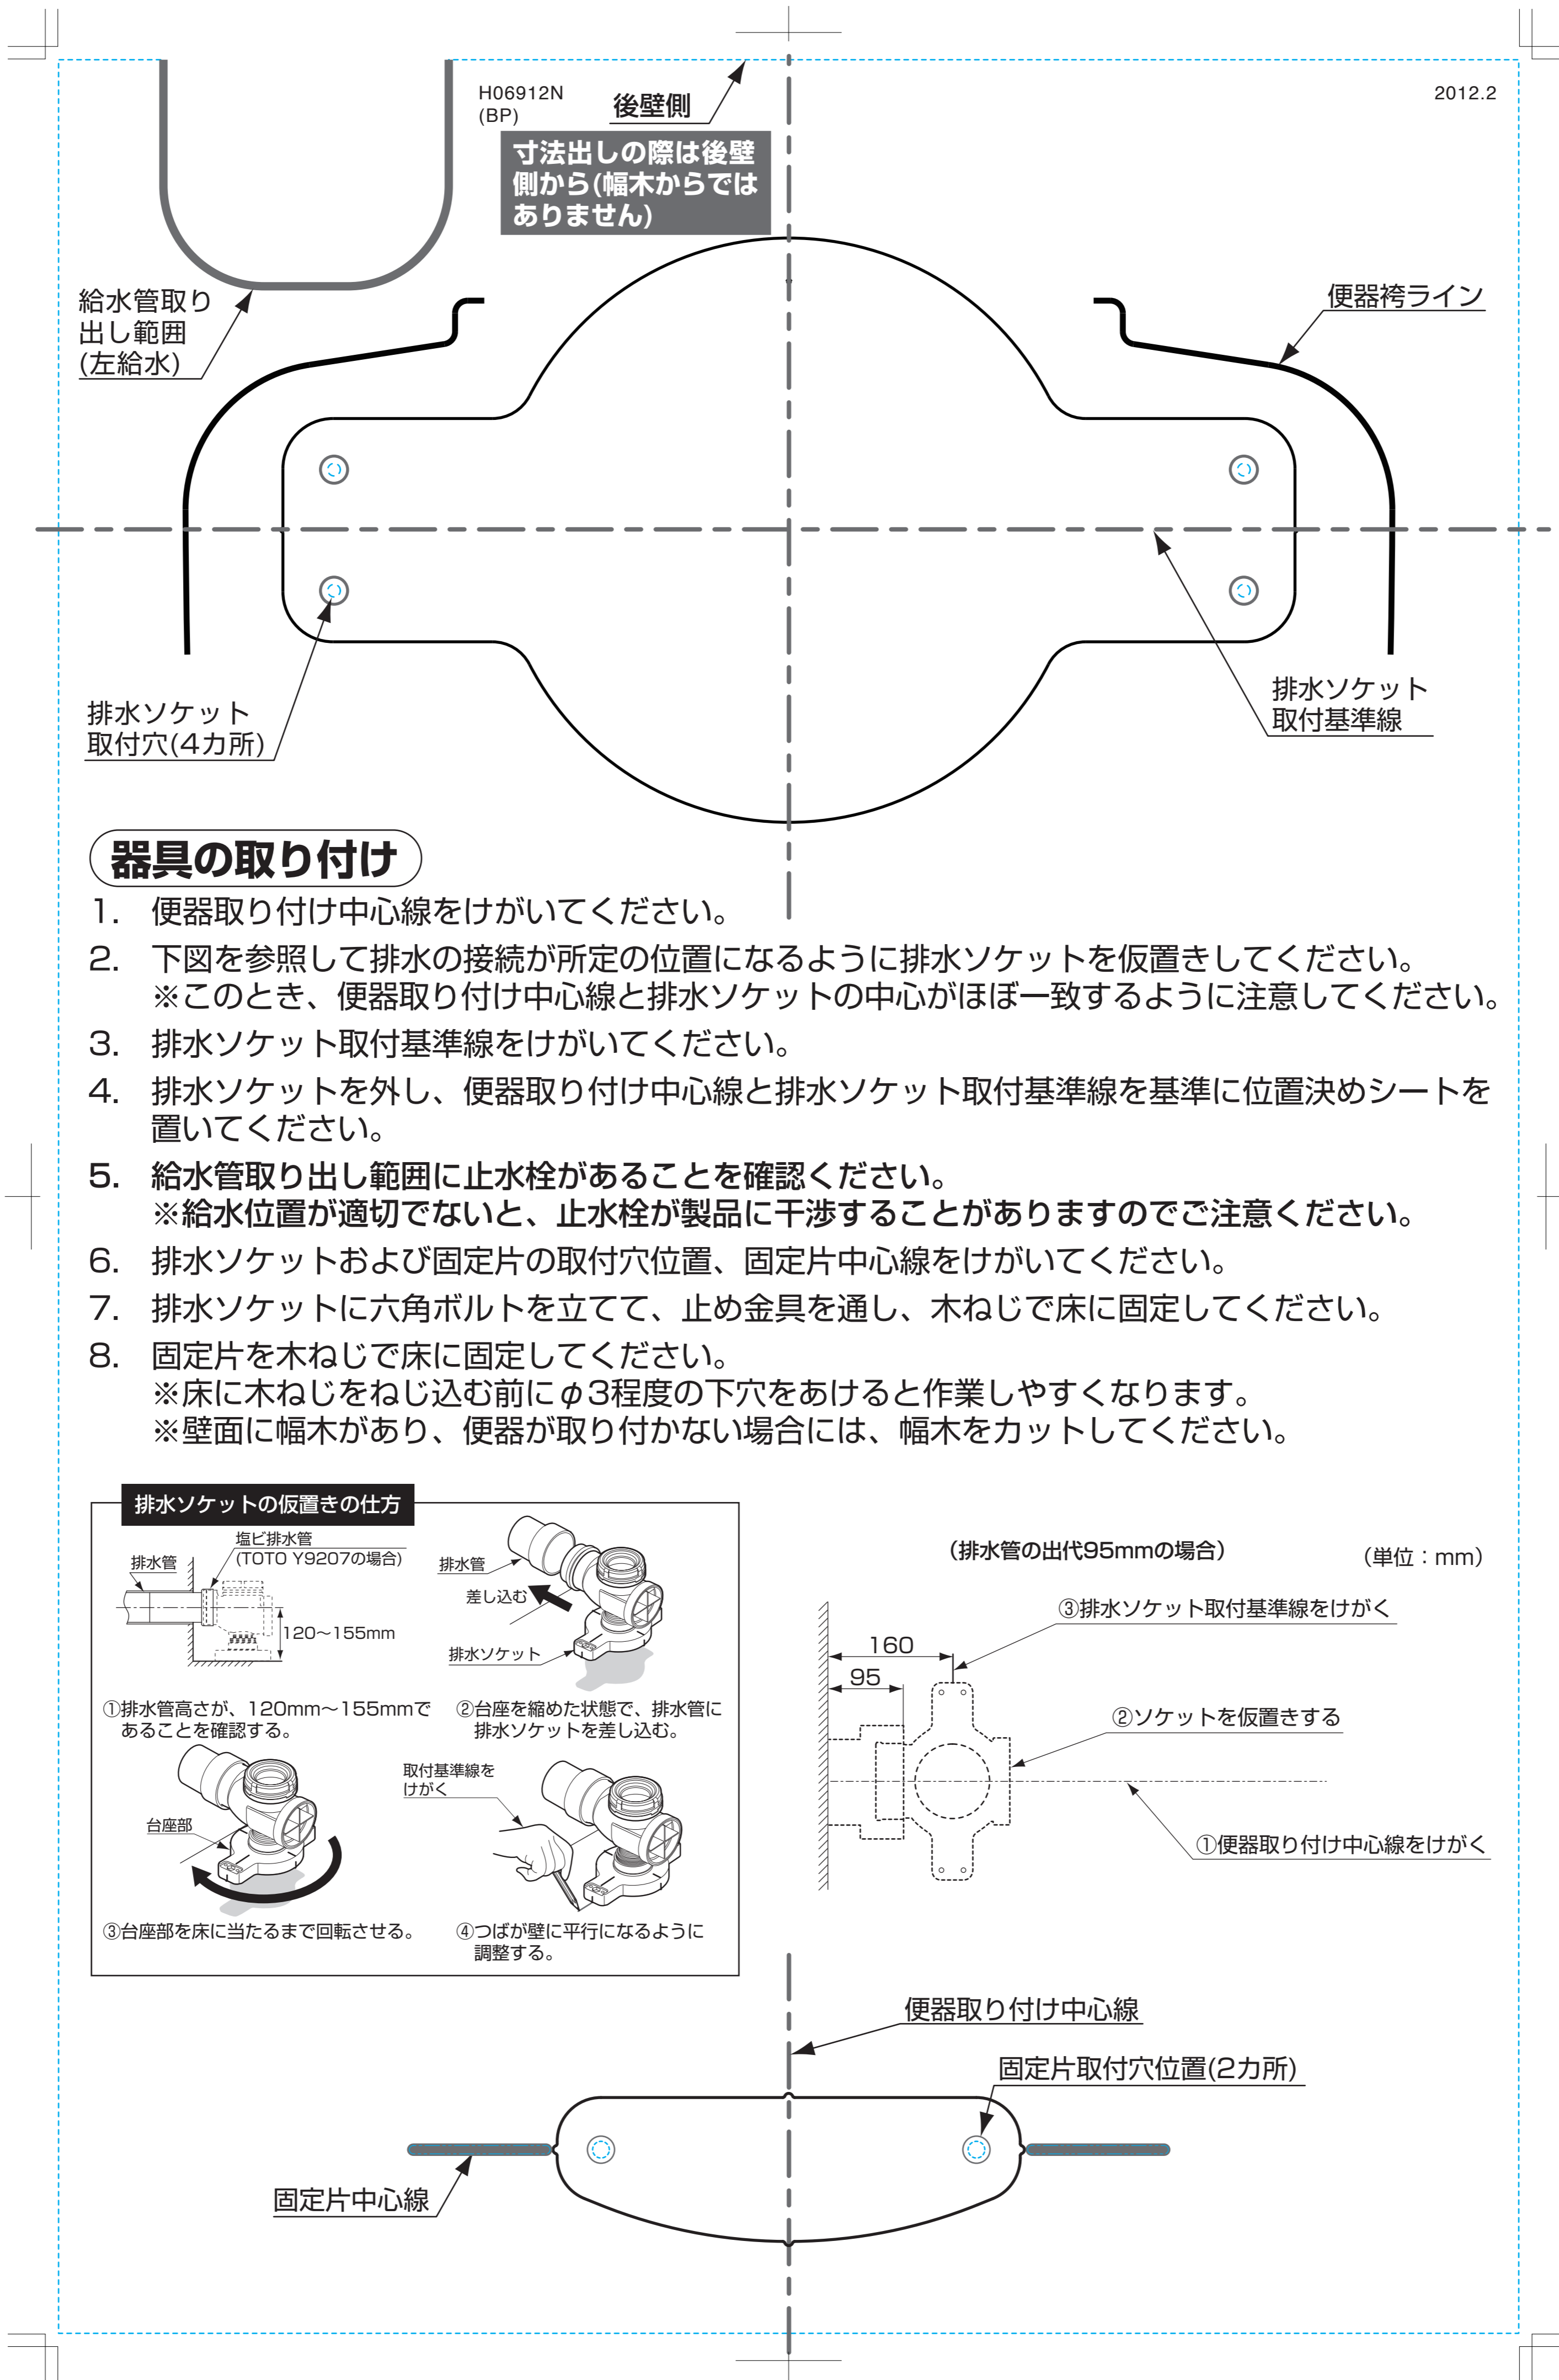 H06912N
(BP)
後壁側
2012.2
寸法出しの際は後壁
側から(幅木からでは
ありません)
給水管取り
出し範囲
(左給水)
便器袴ライン
排水ソケット
取付穴(4カ所)
排水ソケット
取付基準線
器具の取り付け
1. 便器取り付け中心線をけがいてください。
2. 下図を参照して排水の接続が所定の位置になるように排水ソケットを仮置きしてください。
※このとき、便器取り付け中心線と排水ソケットの中心がほぼ一致するように注意してください。
3. 排水ソケット取付基準線をけがいてください。
4. 排水ソケットを外し、便器取り付け中心線と排水ソケット取付基準線を基準に位置決めシートを
置いてください。
5. 給水管取り出し範囲に止水栓があることを確認ください。
※給水位置が適切でないと、止水栓が製品に干渉することがありますのでご注意ください。
6. 排水ソケットおよび固定片の取付穴位置、固定片中心線をけがいてください。
7. 排水ソケットに六角ボルトを立てて、止め金具を通し、木ねじで床に固定してください。
8. 固定片を木ねじで床に固定してください。
※床に木ねじをねじ込む前にφ3程度の下穴をあけると作業しやすくなります。
※壁面に幅木があり、便器が取り付かない場合には、幅木をカットしてください。
排水ソケットの仮置きの仕方
塩ビ排水管
(TOTO Y9207の場合)
排水管
120～155mm
①排水管高さが、120mm～155mmで
あることを確認する。
排水管
差し込む
排水ソケット
②台座を縮めた状態で、排水管に
排水ソケットを差し込む。
台座部
③台座部を床に当たるまで回転させる。
取付基準線を
けがく
④つばが壁に平行になるように
調整する。
(排水管の出代95mmの場合)
(単位：mm)
③排水ソケット取付基準線をけがく
160
95
②ソケットを仮置きする
①便器取り付け中心線をけがく
便器取り付け中心線
固定片取付穴位置(2カ所)
固定片中心線